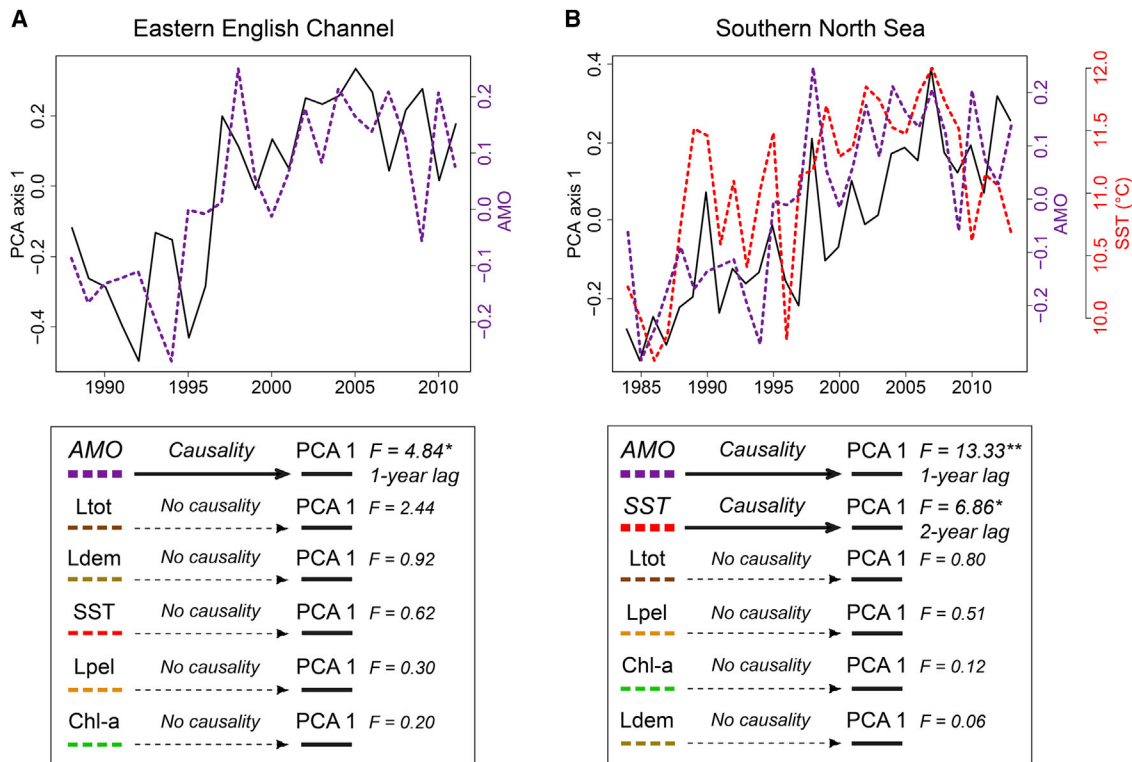 A
Eastern English Channel
PCA axis 1
0.2
0.0
−0.2
−0.4
0.2
0.1
0.0
−0.1
−0.2
AMO
1990
1995
2000
2005
2010
AMO
Causality
PCA 1
F = 4.84*
1-year lag
Ltot
No causality
PCA 1
F = 2.44
Ldem
No causality
PCA 1
F = 0.92
SST
No causality
PCA 1
F = 0.62
Lpel
No causality
PCA 1
F = 0.30
Chl-a
No causality
PCA 1
F = 0.20
B
Southern North Sea
PCA axis 1
0.4
0.2
0.0
−0.2
0.2
0.1
0.0
−0.1
−0.2
AMO
12.0
11.5
11.0
10.5
10.0
SST (°C)
1985
1990
1995
2000
2005
2010
AMO
Causality
PCA 1
F = 13.33**
1-year lag
SST
Causality
PCA 1
F = 6.86*
2-year lag
Ltot
No causality
PCA 1
F = 0.80
Lpel
No causality
PCA 1
F = 0.51
Chl-a
No causality
PCA 1
F = 0.12
Ldem
No causality
PCA 1
F = 0.06